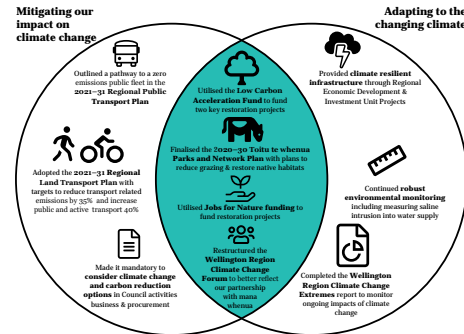 Mitigating our
impact on
climate change
Adapting to the
changing climate
Outlined a pathway to a zero
emissions public fleet in the
2021–31 Regional Public
Transport Plan
Adopted the 2021–31 Regional
Land Transport Plan with
targets to reduce transport related
emissions by 35% and increase
public and active transport 40%
Made it mandatory to
consider climate change
and carbon reduction
options in Council activities
business & procurement
Utilised the Low Carbon
Acceleration Fund to fund
two key restoration projects
Finalised the 2020–30 Toitu te whenua
Parks and Network Plan with plans to
reduce grazing & restore native habitats
Utilised Jobs for Nature funding to
fund restoration projects
Restructured the
Wellington Region
Climate Change
Forum to better reflect
our partnership
with mana
whenua
Provided climate resilient
infrastructure through Regional
Economic Development &
Investment Unit Projects
Continued robust
environmental monitoring
including measuring saline
intrusion into water supply
Completed the Wellington
Region Climate Change
Extremes report to monitor
ongoing impacts of climate
change